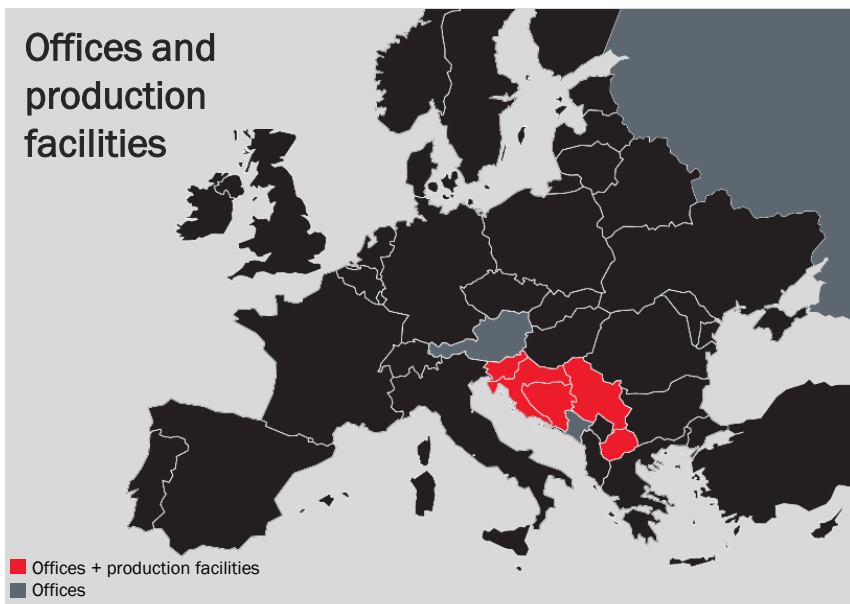 Offices and
production
facilities
Offices + production facilities
Offices